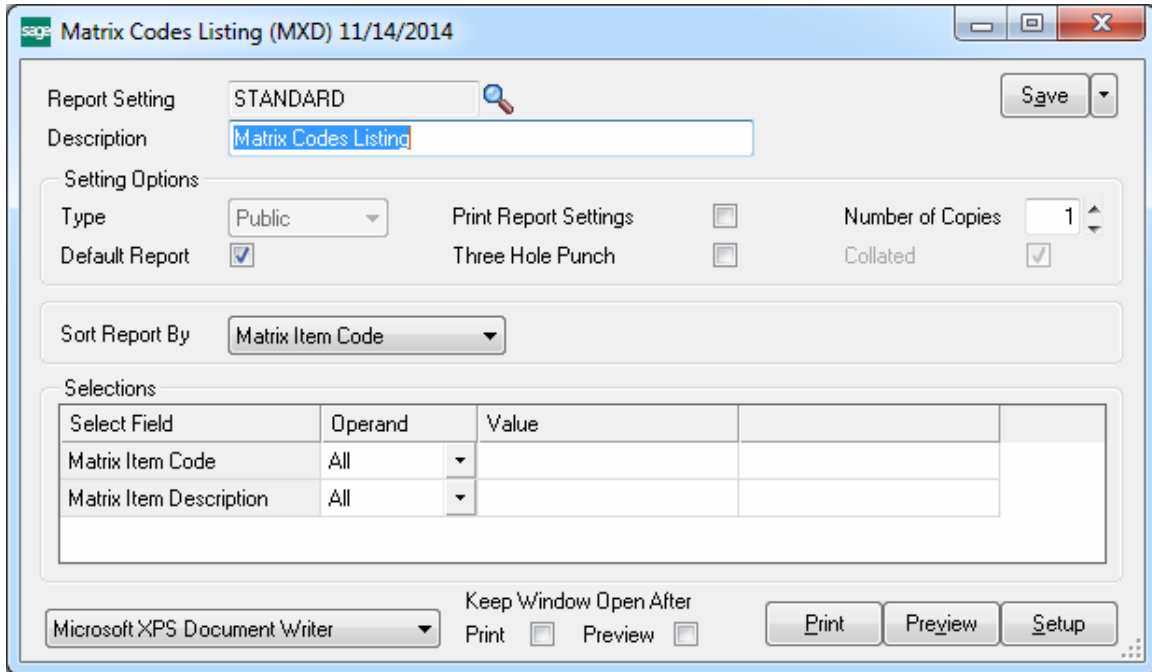 sage Matrix Codes Listing (MXD) 11/14/2014
Report Setting STANDARD Save
Description Matrix Codes Listing
Setting Options
Type Public Print Report Settings Number of Copies 1
Default Report Three Hole Punch Collated
Sort Report By Matrix Item Code
Selections
Select Field Operand Value
Matrix Item Code All
Matrix Item Description All
Keep Window Open After
Microsoft XPS Document Writer Print Preview Print Preview Setup